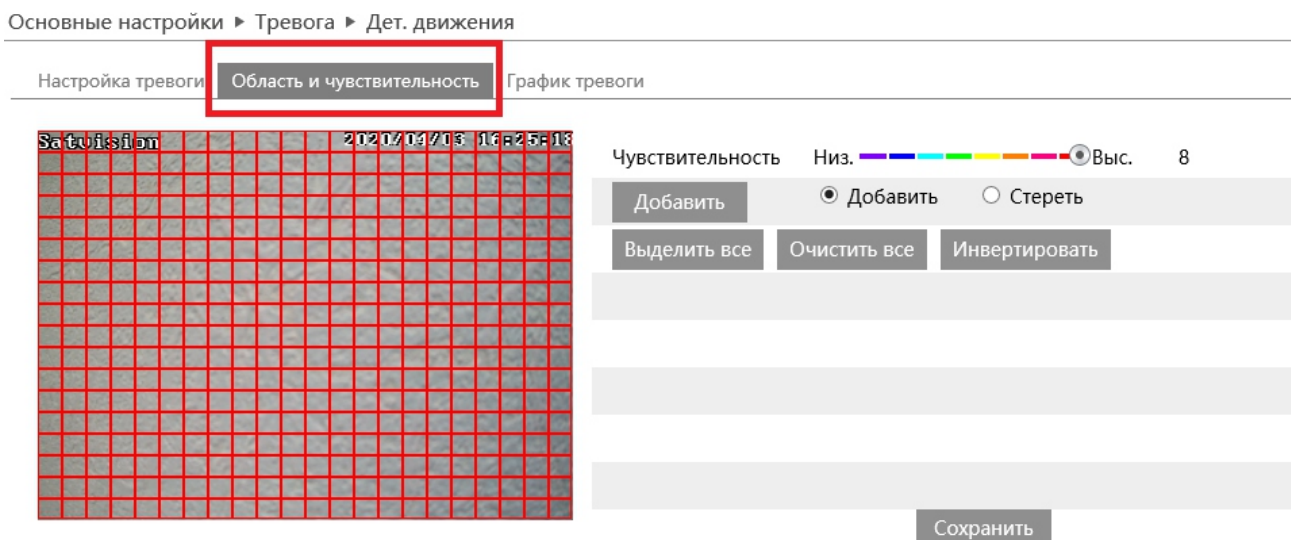 Основные настройки ▶ Тревога ▶ Дет. движения
Настройка тревоги Область и чувствительность График тревоги
Satvision 2020/04/03 16:25:18
Чувствительность Низ. Выс. 8
Добавить Добавить Стереть
Выделить все Очистить все Инвертировать
Сохранить